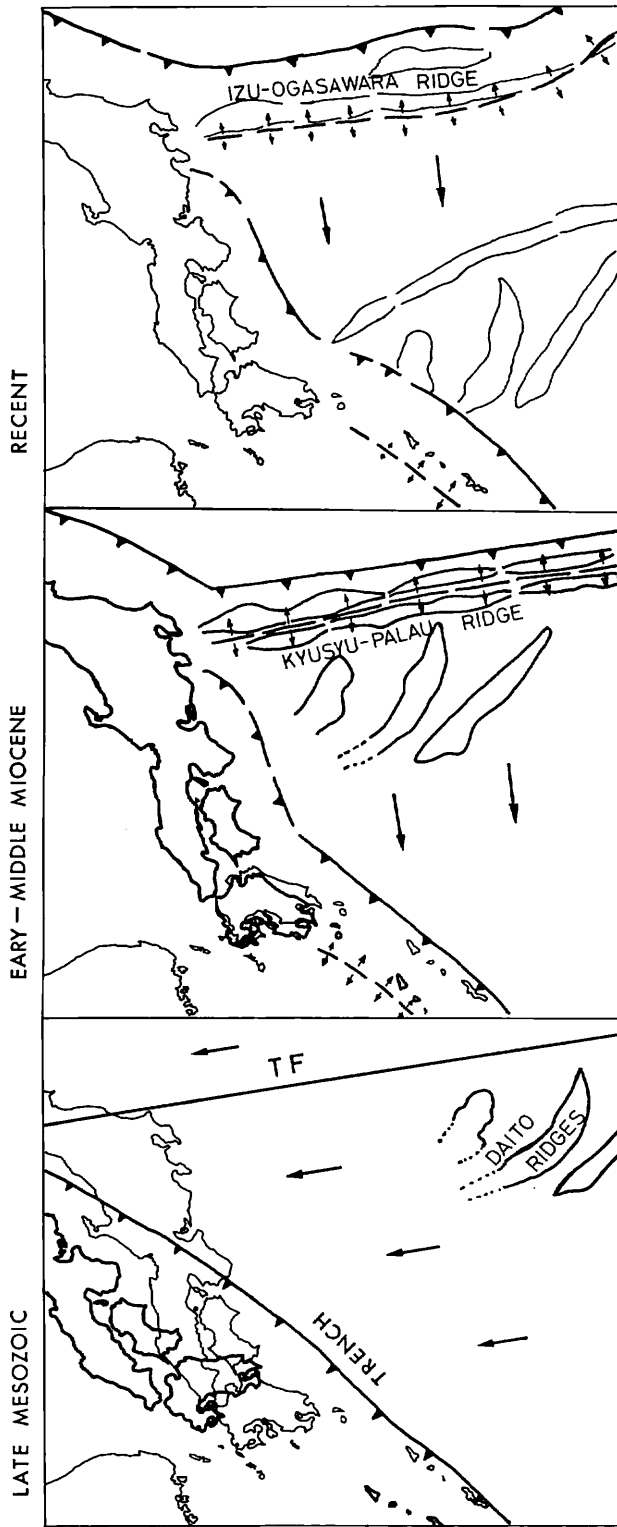 RECENT
IZU-OGASAWARA RIDGE
EARY – MIDDLE MIOCENE
KYUSYU-PALAU RIDGE
LATE MESOZOIC
TF
DAITO
RIDGES
TRENCH